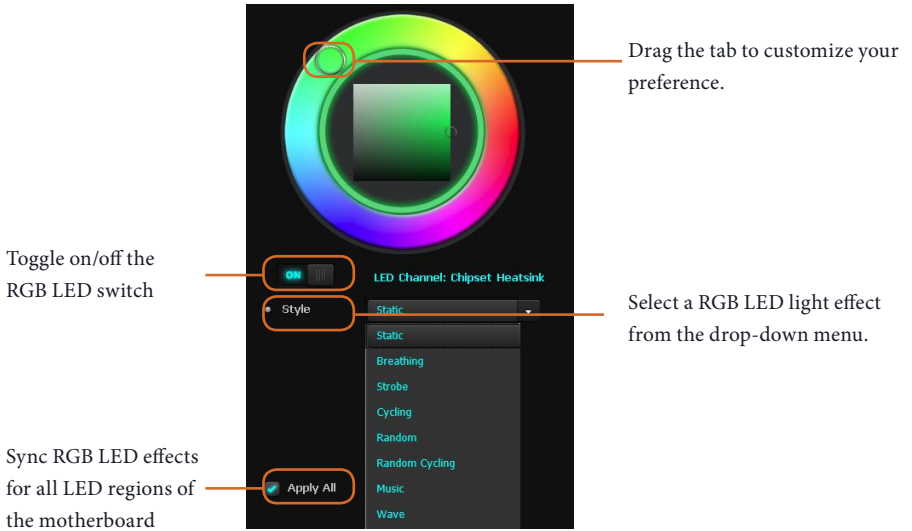 Drag the tab to customize your
preference.
Toggle on/off the
RGB LED switch
ON
LED Channel: Chipset Heatsink
Style
Static
Select a RGB LED light effect
from the drop-down menu.
Static
Breathing
Strobe
Cycling
Random
Random Cycling
Music
Wave
Sync RGB LED effects
for all LED regions of
the motherboard
Apply All